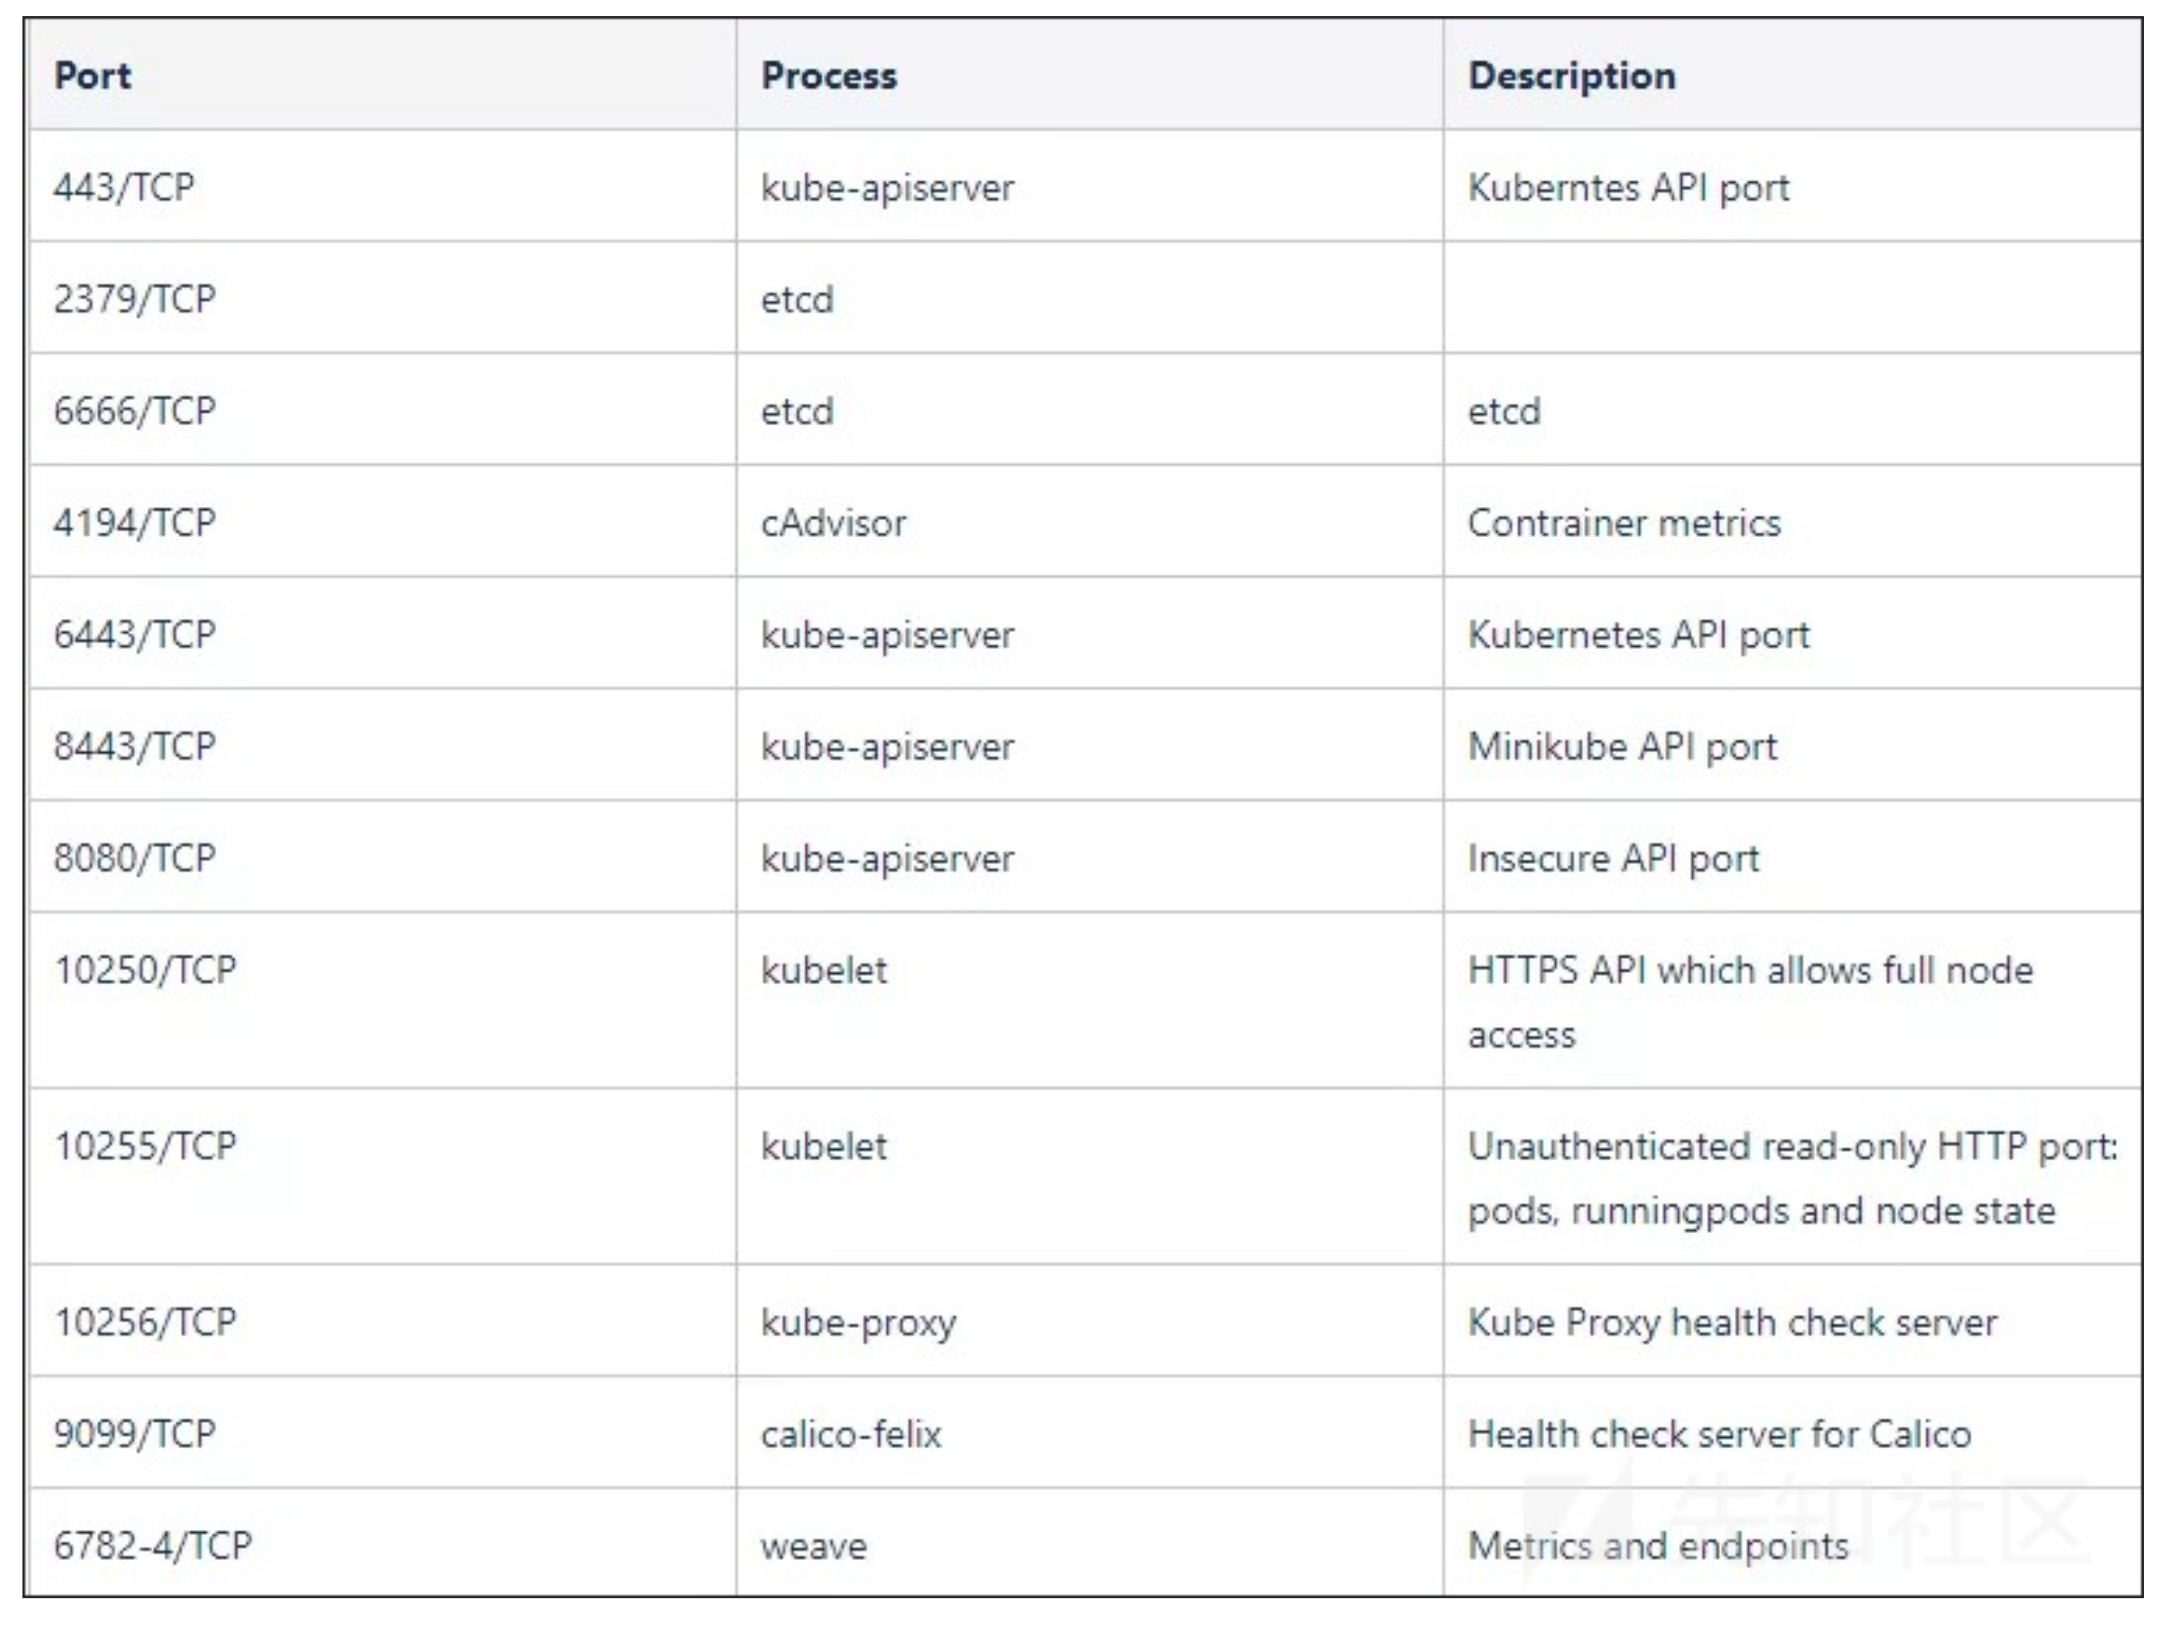 Port Process Description
443/TCP kube-apiserver Kuberntes API port
2379/TCP etcd
6666/TCP etcd etcd
4194/TCP cAdvisor Contrainer metrics
6443/TCP kube-apiserver Kubernetes API port
8443/TCP kube-apiserver Minikube API port
8080/TCP kube-apiserver Insecure API port
10250/TCP kubelet HTTPS API which allows full node
access
10255/TCP kubelet Unauthenticated read-only HTTP port:
pods, runningpods and node state
10256/TCP kube-proxy Kube Proxy health check server
9099/TCP calico-felix Health check server for Calico
6782-4/TCP weave Metrics and endpoints
先知社区